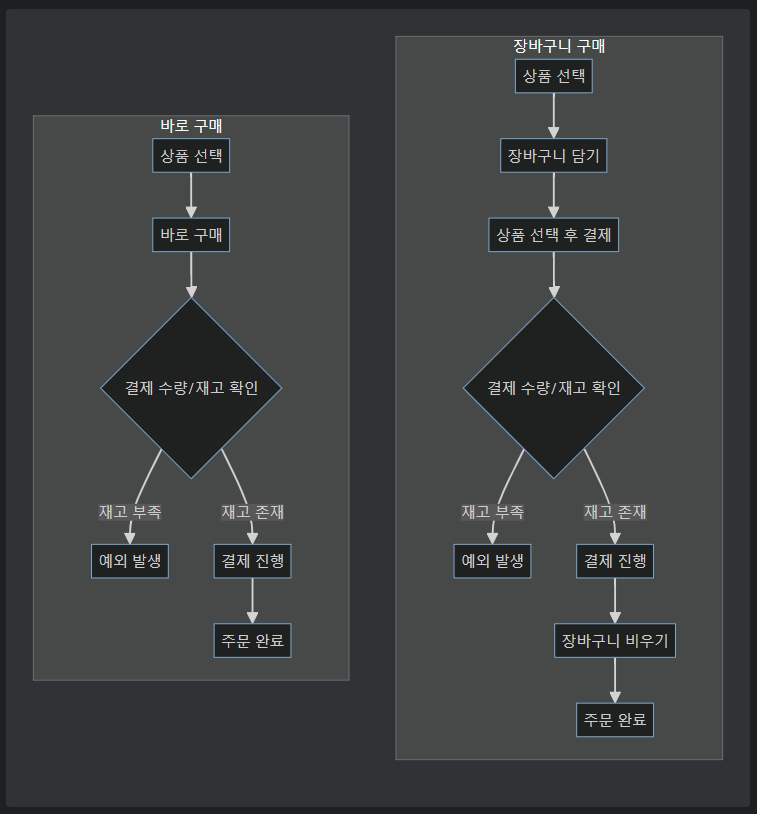 바로 구매
상품 선택
바로 구매
결제 수량/재고 확인
재고 부족
재고 존재
예외 발생
결제 진행
주문 완료
장바구니 구매
상품 선택
장바구니 담기
상품 선택 후 결제
결제 수량/재고 확인
재고 부족
재고 존재
예외 발생
결제 진행
장바구니 비우기
주문 완료